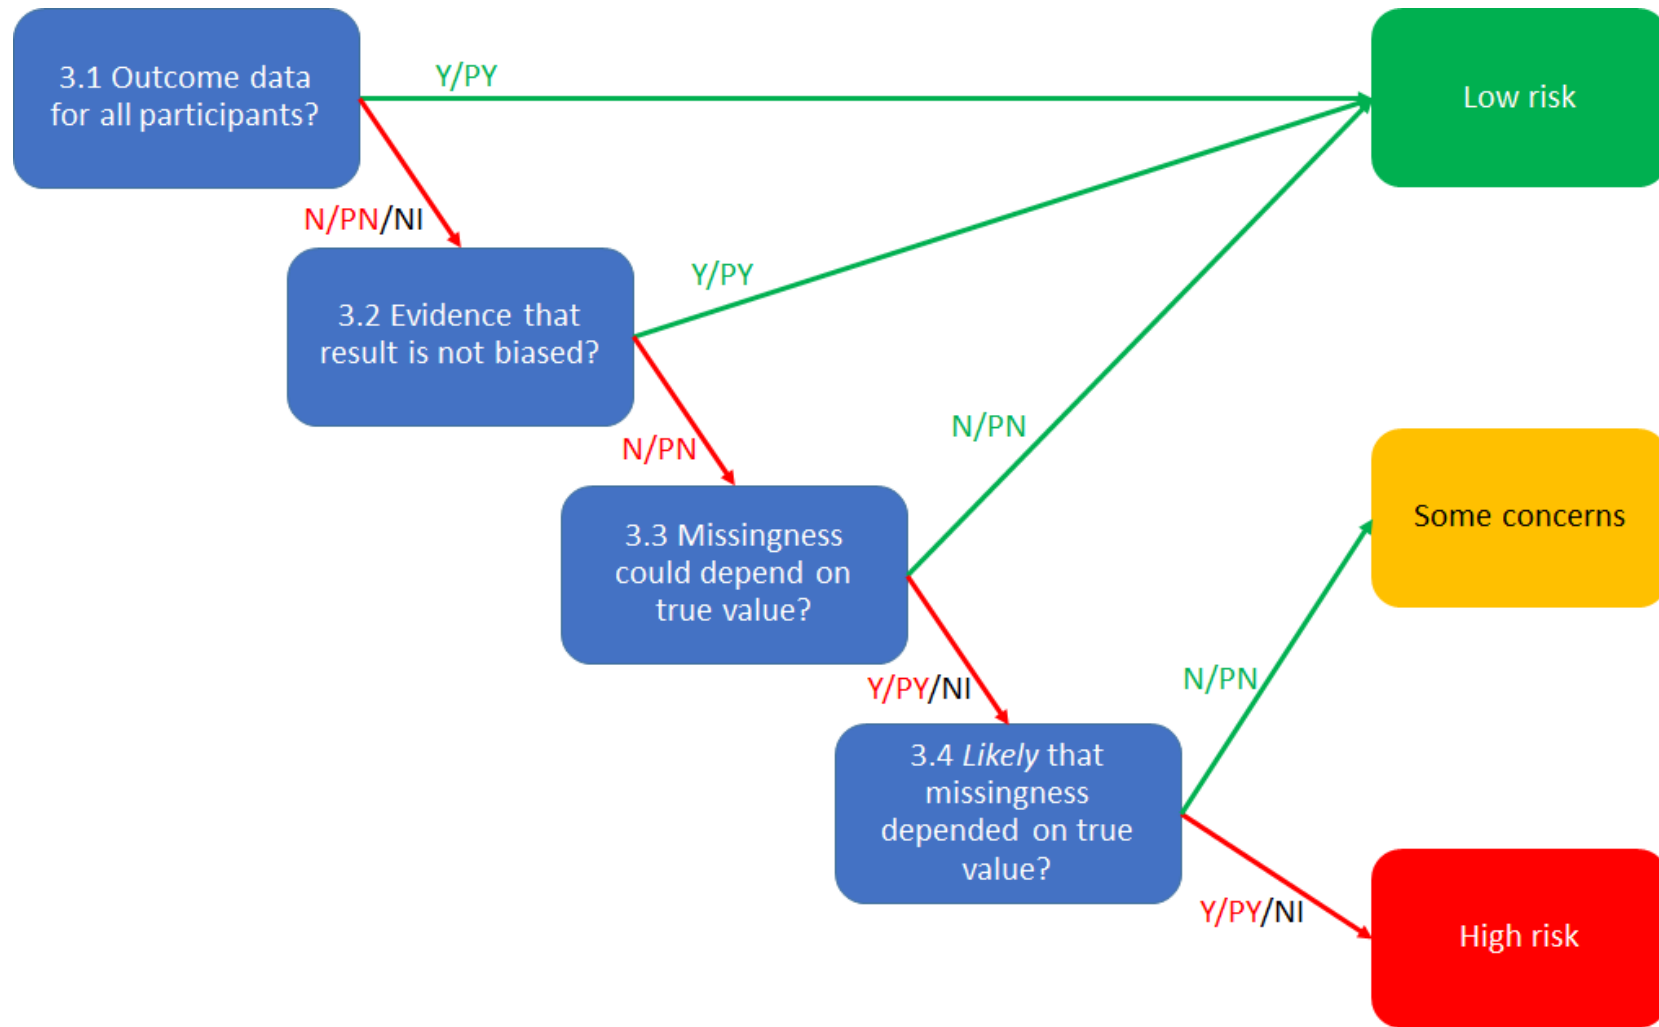 3.1 Outcome data
for all participants?
Y/PY
Low risk
N/PN/NI
3.2 Evidence that
result is not biased?
Y/PY
N/PN
3.3 Missingness
could depend on
true value?
N/PN
Some concerns
Y/PY/NI
3.4 Likely that
missingness
depended on true
value?
N/PN
Y/PY/NI
High risk